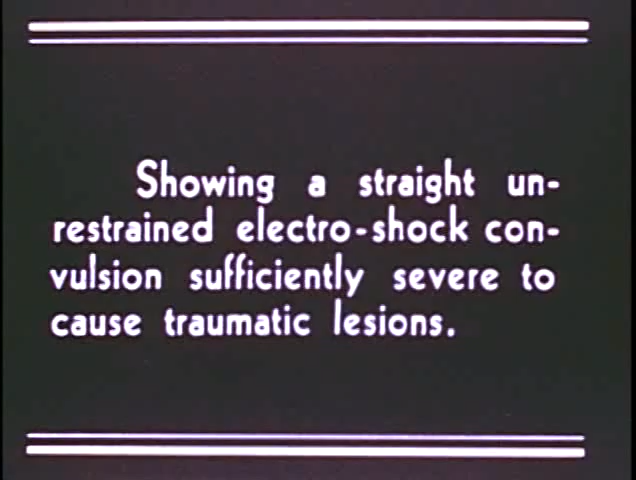 Showing a straight un-
restrained electro-shock con-
vulsion sufficiently severe to
cause traumatic lesions.